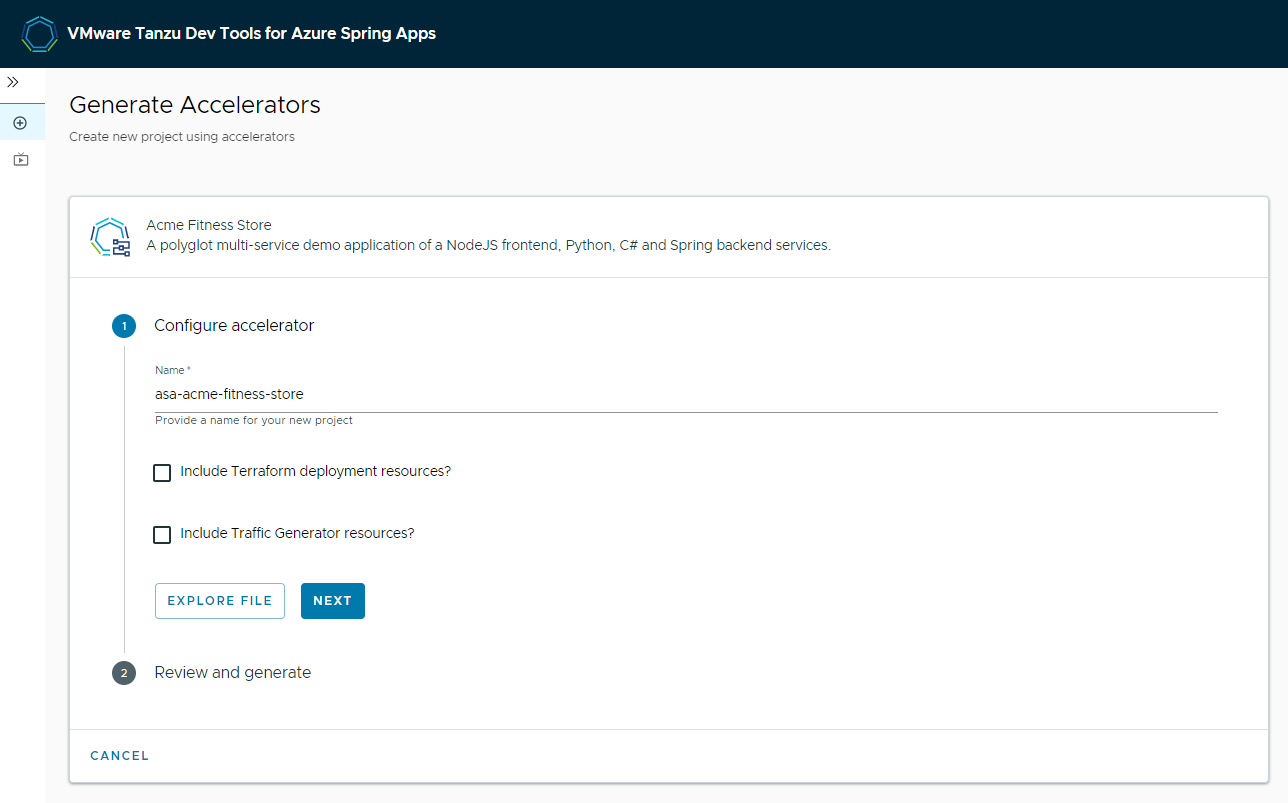 VMware Tanzu Dev Tools for Azure Spring Apps
Generate Accelerators
Create new project using accelerators
Acme Fitness Store
A polyglot multi-service demo application of a NodeJS frontend, Python, C# and Spring backend services.
1 Configure accelerator
Name *
asa-acme-fitness-store
Provide a name for your new project
Include Terraform deployment resources?
Include Traffic Generator resources?
EXPLORE FILE NEXT
2 Review and generate
CANCEL